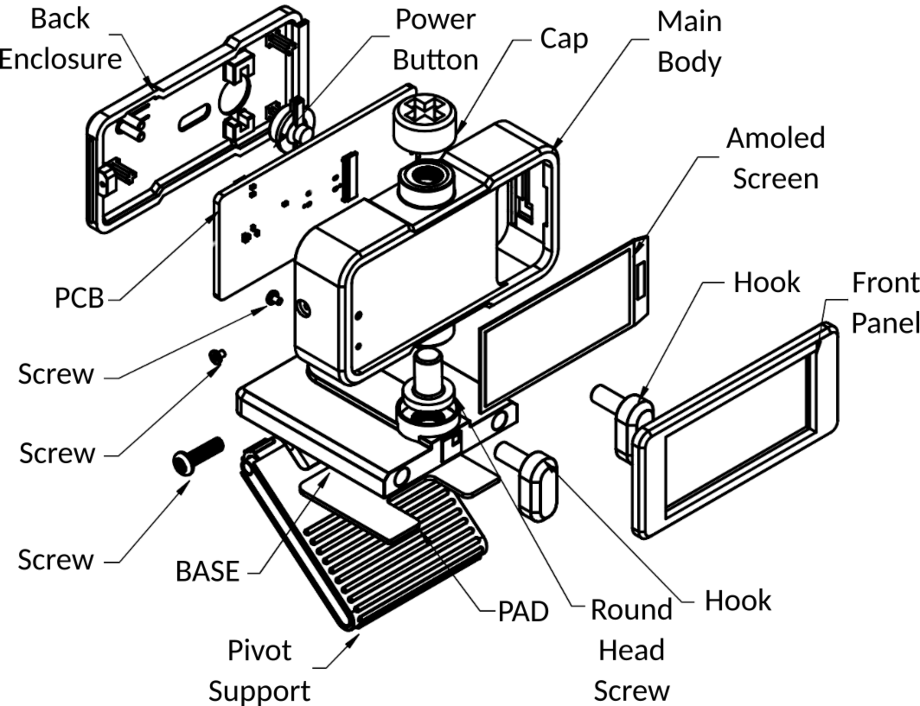 Back
Enclosure
Power
Button
Cap
Main
Body
Amoled
Screen
Hook
Front
Panel
PCB
Screw
Screw
Screw
BASE
PAD
Pivot
Support
Round
Head
Screw
Hook